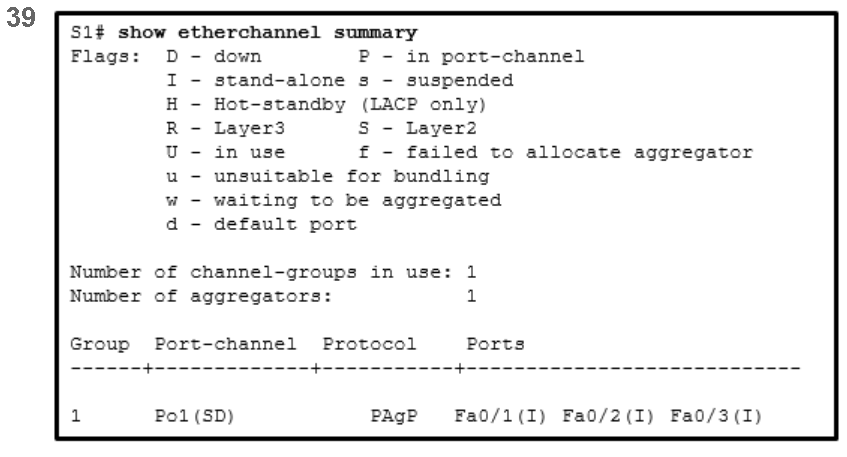 39
S1# show etherchannel summary
Flags:  D - down         P - in port-channel
        I - stand-alone s - suspended
        H - Hot-standby (LACP only)
        R - Layer3      S - Layer2
        U - in use      f - failed to allocate aggregator
        u - unsuitable for bundling
        w - waiting to be aggregated
        d - default port
Number of channel-groups in use: 1
Number of aggregators:           1
Group  Port-channel  Protocol    Ports
------+-------------+-----------+----------------------------
1      Po1(SD)           PAgP   Fa0/1(I) Fa0/2(I) Fa0/3(I)